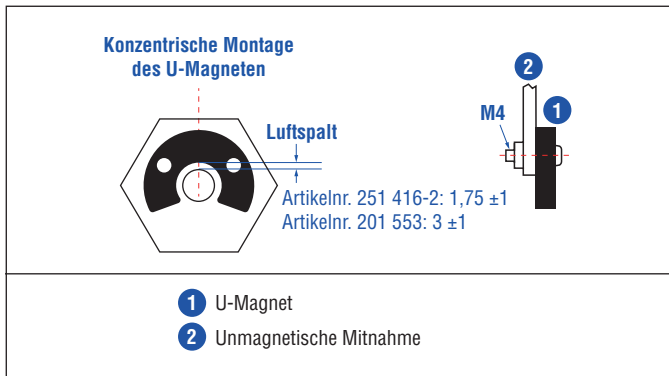 Konzentrische Montage
des U-Magneten
2
1
M4
Luftspalt
Artikelnr. 251 416-2: 1,75 ±1
Artikelnr. 201 553: 3 ±1
1 U-Magnet
2 Unmagnetische Mitnahme